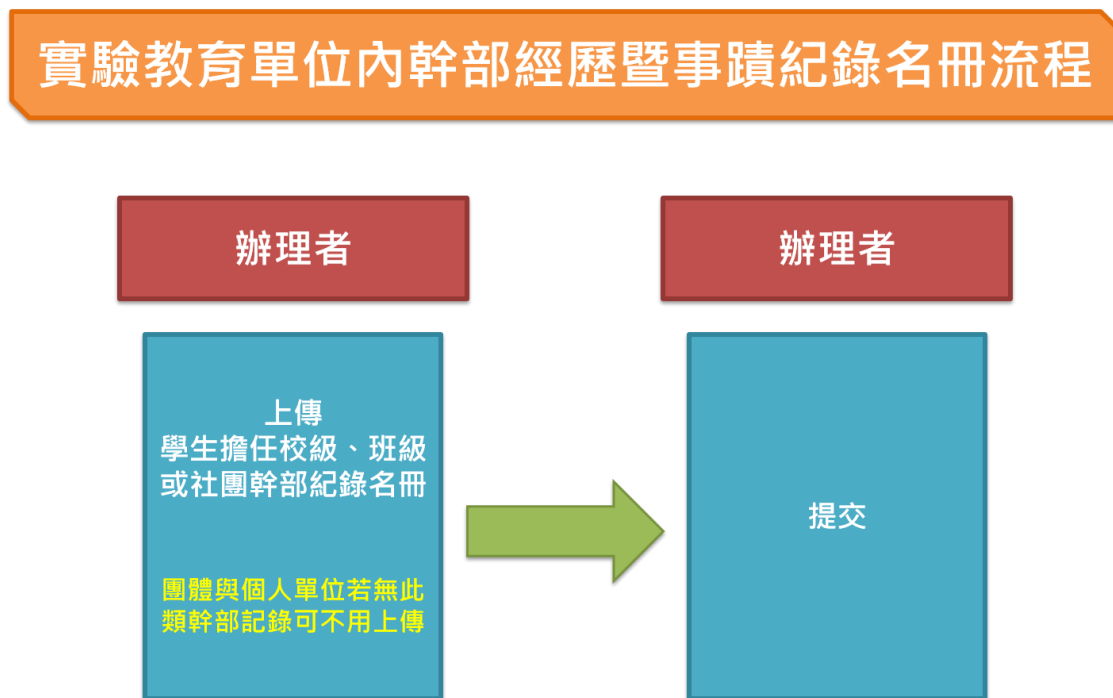 實驗教育單位內幹部經歷暨事蹟紀錄名冊流程
辦理者
上傳
學生擔任校級、班級
或社團幹部紀錄名冊
團體與個人單位若無此
類幹部記錄可不用上傳
辦理者
提交